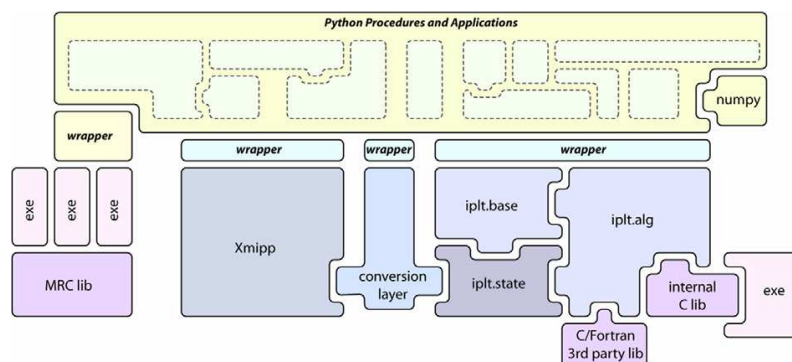 Python Procedures and Applications
numpy
wrapper
wrapper
wrapper
wrapper
exe
exe
exe
MRC lib
Xmipp
conversion
layer
iplt.base
iplt.state
iplt.alg
internal
C lib
exe
C/Fortran
3rd party lib